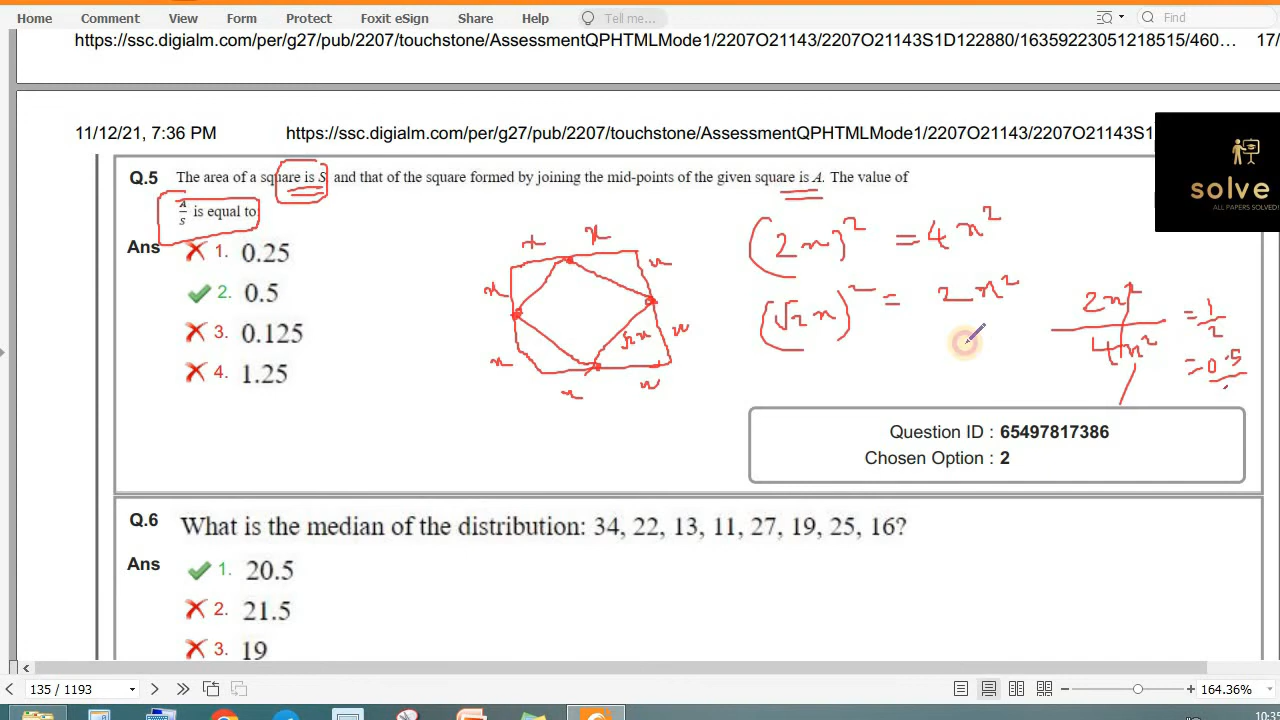 Home Comment View Form Protect Foxit eSign Share Help Tell me... Find
https://ssc.digialm.com/per/g27/pub/2207/touchstone/AssessmentQPHTMLMode1/2207O21143/2207O21143S1D122880/16359223051218515/460… 17/
11/12/21, 7:36 PM https://ssc.digialm.com/per/g27/pub/2207/touchstone/AssessmentQPHTMLMode1/2207O21143/2207O21143S1
solve
ALL PAPERS SOLVED!
Q.5 The area of a square is S, and that of the square formed by joining the mid-points of the given square is A. The value of
A/S is equal to:
Ans 1. 0.25
2. 0.5
3. 0.125
4. 1.25
x x x x x x x x
√2x
(2x)² = 4x²
(√2x)² = 2x²
2x²/4x² = 1/2
= 0.5
Question ID : 65497817386
Chosen Option : 2
Q.6 What is the median of the distribution: 34, 22, 13, 11, 27, 19, 25, 16?
Ans 1. 20.5
2. 21.5
3. 19
135 / 1193 164.36%